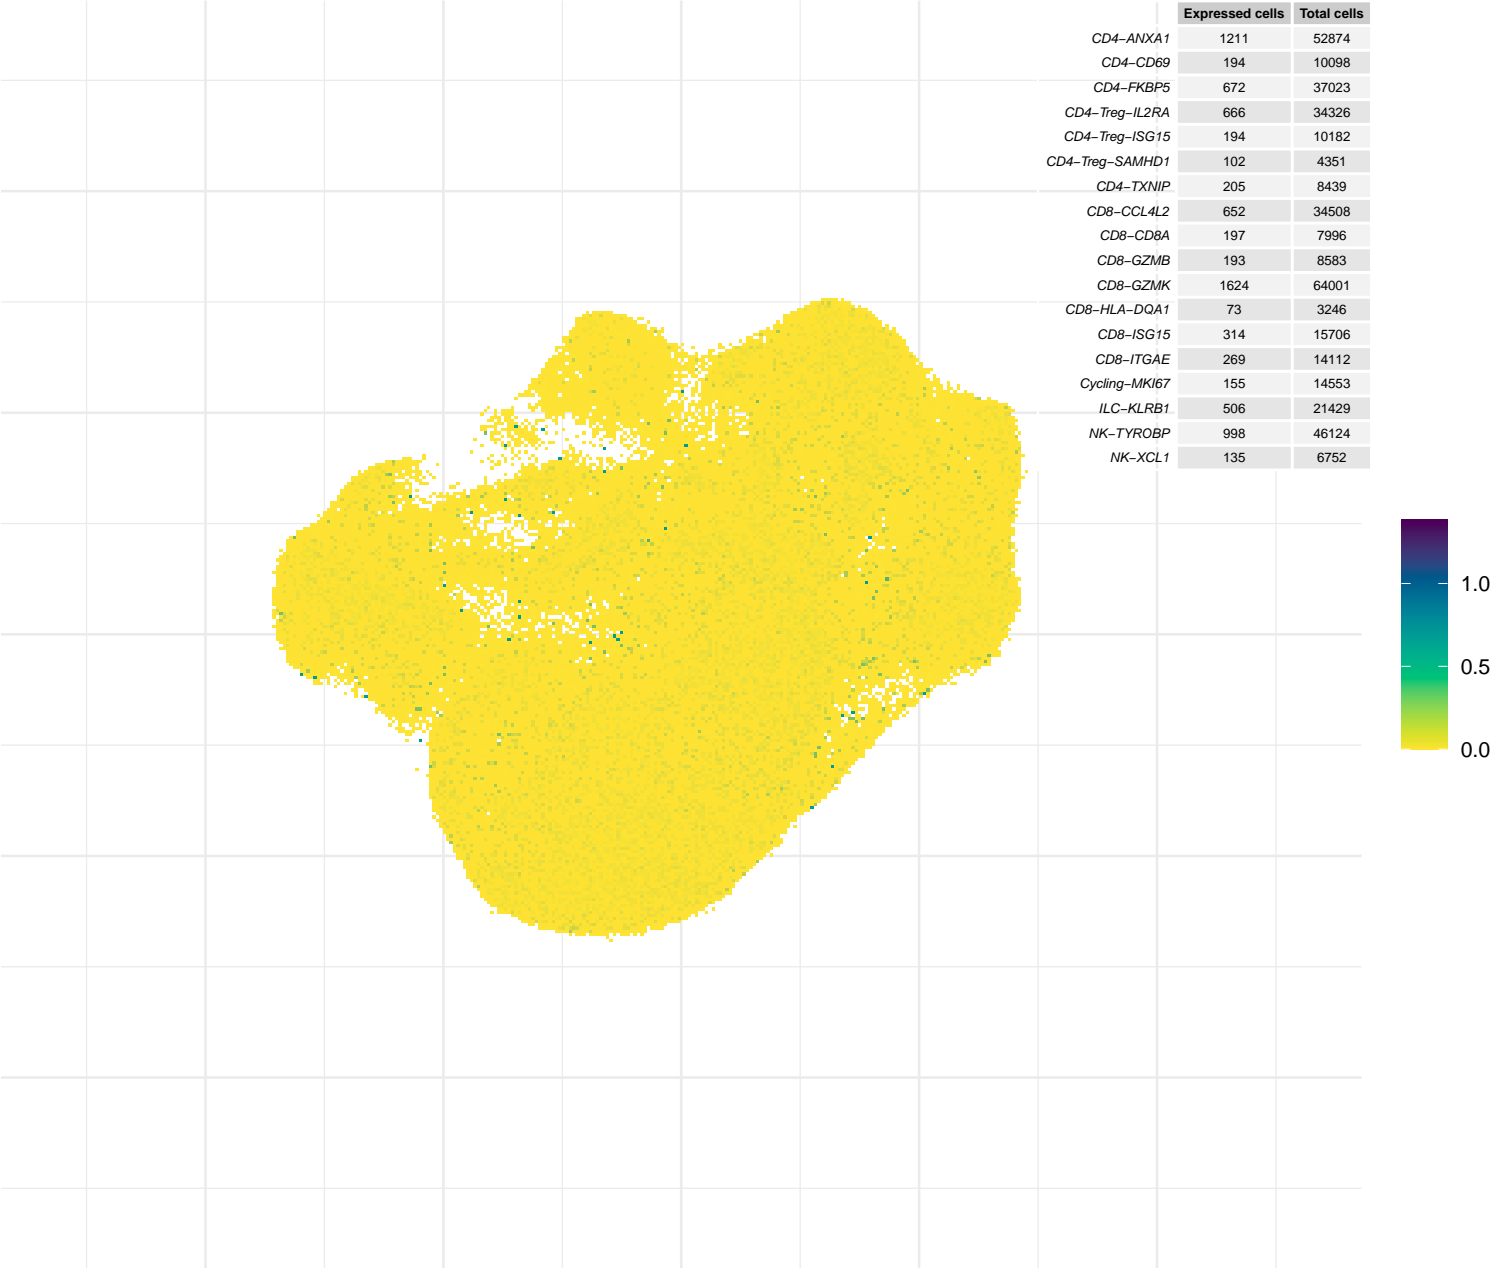 Expressed cells Total cells
CD4−ANXA1 1211 52874
CD4−CD69 194 10098
CD4−FKBP5 672 37023
CD4−Treg−IL2RA 666 34326
CD4−Treg−ISG15 194 10182
CD4−Treg−SAMHD1 102 4351
CD4−TXNIP 205 8439
CD8−CCL4L2 652 34508
CD8−CD8A 197 7996
CD8−GZMB 193 8583
CD8−GZMK 1624 64001
CD8−HLA−DQA1 73 3246
CD8−ISG15 314 15706
CD8−ITGAE 269 14112
Cycling−MKI67 155 14553
ILC−KLRB1 506 21429
NK−TYROBP 998 46124
NK−XCL1 135 6752
1.0
0.5
0.0